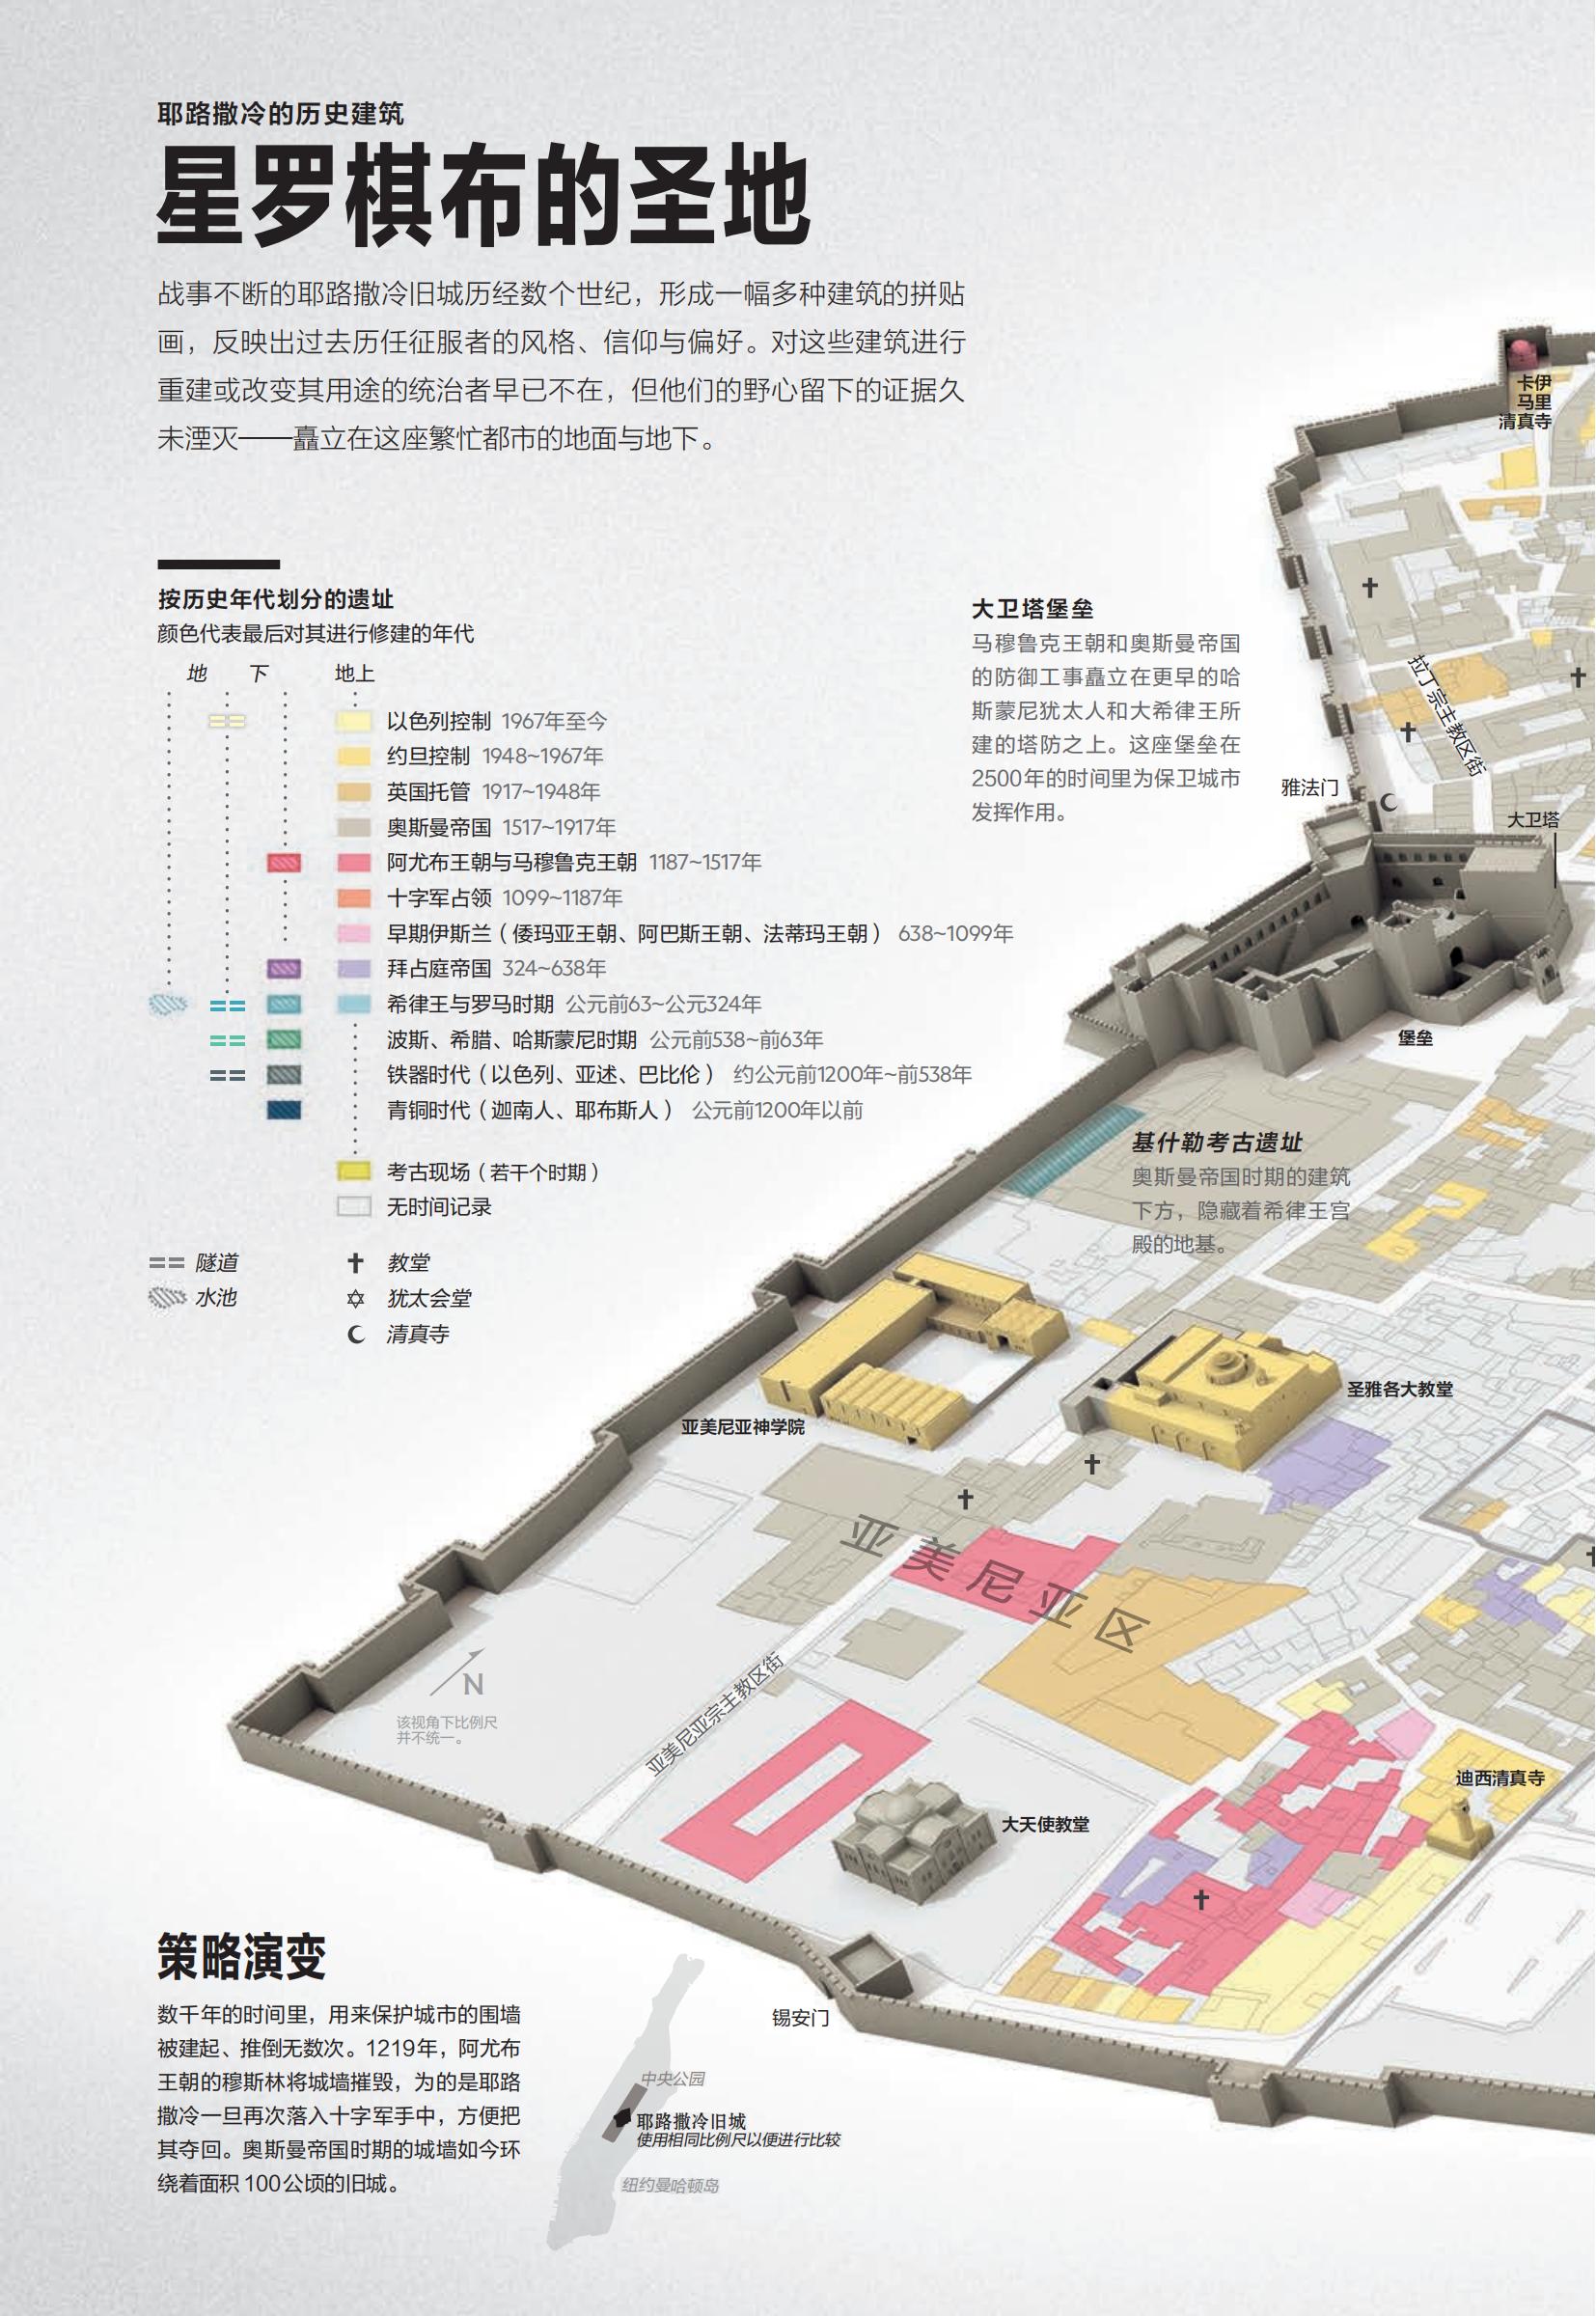 耶路撒冷的历史建筑
星罗棋布的圣地
战事不断的耶路撒冷旧城历经数个世纪，形成一幅多种建筑的拼贴
画，反映出过去历任征服者的风格、信仰与偏好。对这些建筑进行
重建或改变其用途的统治者早已不在，但他们的野心留下的证据久
未湮灭——矗立在这座繁忙都市的地面与地下。
按历史年代划分的遗址
颜色代表最后对其进行修建的年代
地 下 地上
以色列控制 1967年至今
约旦控制 1948~1967年
英国托管 1917~1948年
奥斯曼帝国 1517~1917年
阿尤布王朝与马穆鲁克王朝 1187~1517年
十字军占领 1099~1187年
早期伊斯兰（倭玛亚王朝、阿巴斯王朝、法蒂玛王朝） 638~1099年
拜占庭帝国 324~638年
希律王与罗马时期 公元前63~公元324年
波斯、希腊、哈斯蒙尼时期 公元前538~前63年
铁器时代（以色列、亚述、巴比伦） 约公元前1200年~前538年
青铜时代（迦南人、耶布斯人） 公元前1200年以前
考古现场（若干个时期）
无时间记录
隧道
水池
教堂
犹太会堂
清真寺
卡伊
马里
清真寺
大卫塔堡垒
马穆鲁克王朝和奥斯曼帝国
的防御工事矗立在更早的哈
斯蒙尼犹太人和大希律王所
建的塔防之上。这座堡垒在
2500年的时间里为保卫城市
发挥作用。
拉丁宗主教区街
雅法门
大卫塔
堡垒
基什勒考古遗址
奥斯曼帝国时期的建筑
下方，隐藏着希律王宫
殿的地基。
圣雅各大教堂
亚美尼亚神学院
亚美尼亚区
N
该视角下比例尺
并不统一。
亚美尼亚宗主教区街
迪西清真寺
大天使教堂
锡安门
策略演变
数千年的时间里，用来保护城市的围墙
被建起、推倒无数次。1219年，阿尤布
王朝的穆斯林将城墙摧毁，为的是耶路
撒冷一旦再次落入十字军手中，方便把
其夺回。奥斯曼帝国时期的城墙如今环
绕着面积100公顷的旧城。
中央公园
耶路撒冷旧城
使用相同比例尺以便进行比较
纽约曼哈顿岛